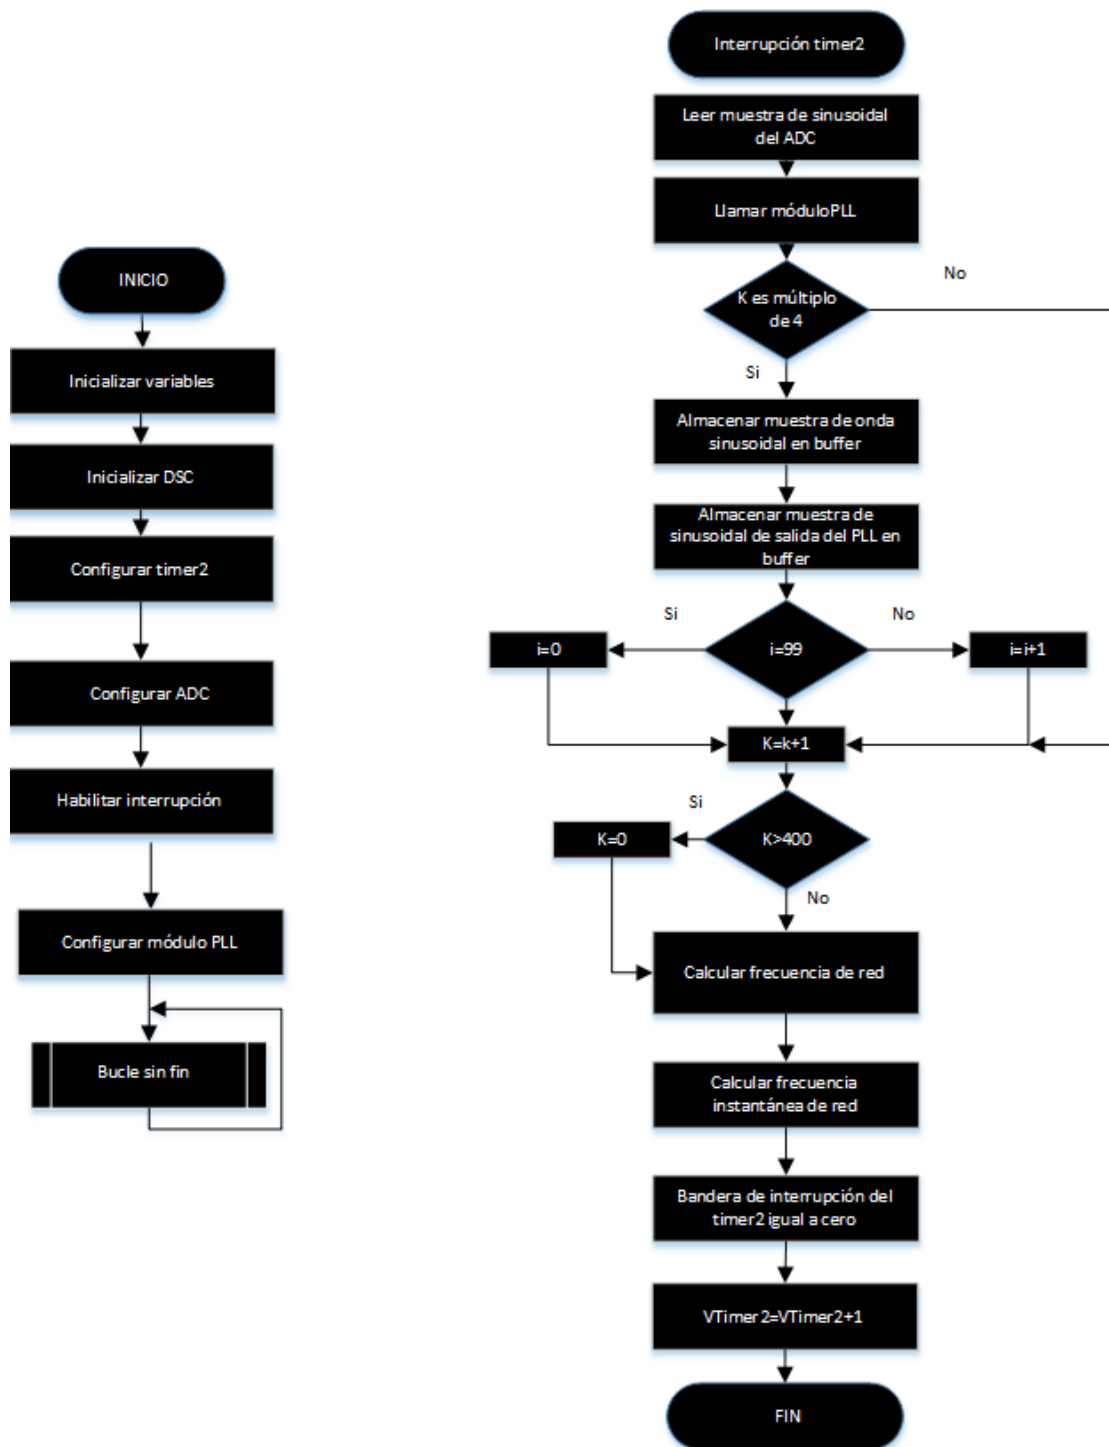 INICIO
Inicializar variables
Inicializar DSC
Configurar timer2
Configurar ADC
Habilitar interrupción
Configurar módulo PLL
Bucle sin fin
Interrupción timer2
Leer muestra de sinusoidal
del ADC
Llamar móduloPLL
K es múltiplo
de 4
No
Si
Almacenar muestra de onda
sinusoidal en buffer
Almacenar muestra de
sinusoidal de salida del PLL en
buffer
Si
i=99
No
i=0
i=i+1
K=k+1
Si
K>400
K=0
No
Calcular frecuencia de red
Calcular frecuencia
instantánea de red
Bandera de interrupción del
timer2 igual a cero
VTimer2=VTimer2+1
FIN